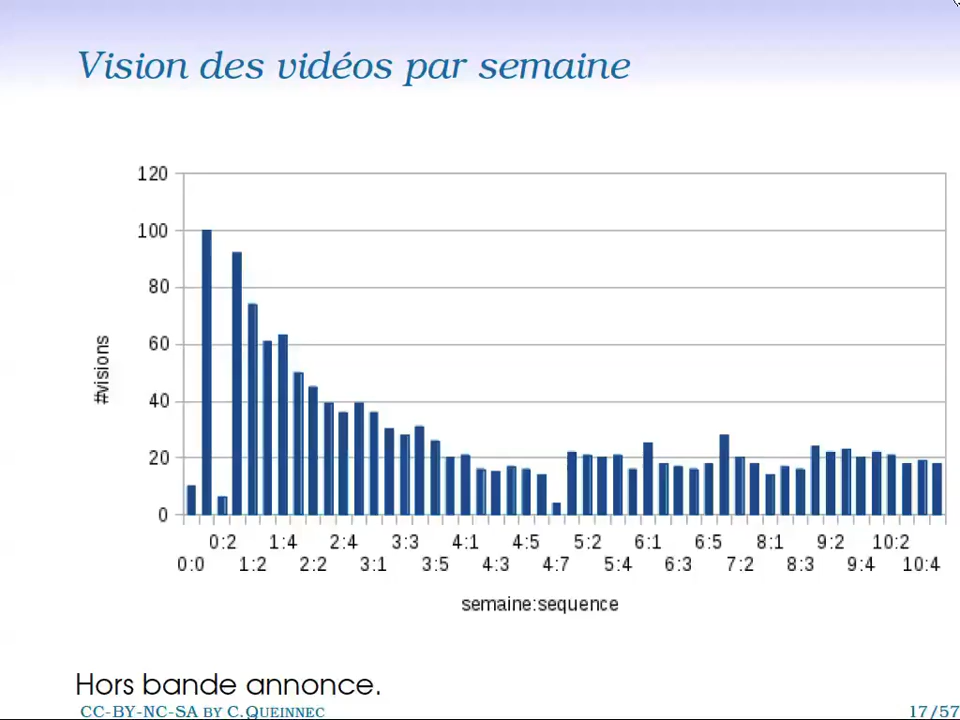 Vision des vidéos par semaine
120
100
80
60
40
20
0
#visions
0:2 1:4 2:4 3:3 4:1 4:5 5:2 6:1 6:5 8:1 9:2 10:2
0:0 1:2 2:2 3:1 3:5 4:3 4:7 5:4 6:3 7:2 8:3 9:4 10:4
semaine:sequence
Hors bande annonce.
CC-BY-NC-SA BY C.QUEINNEC 17/57